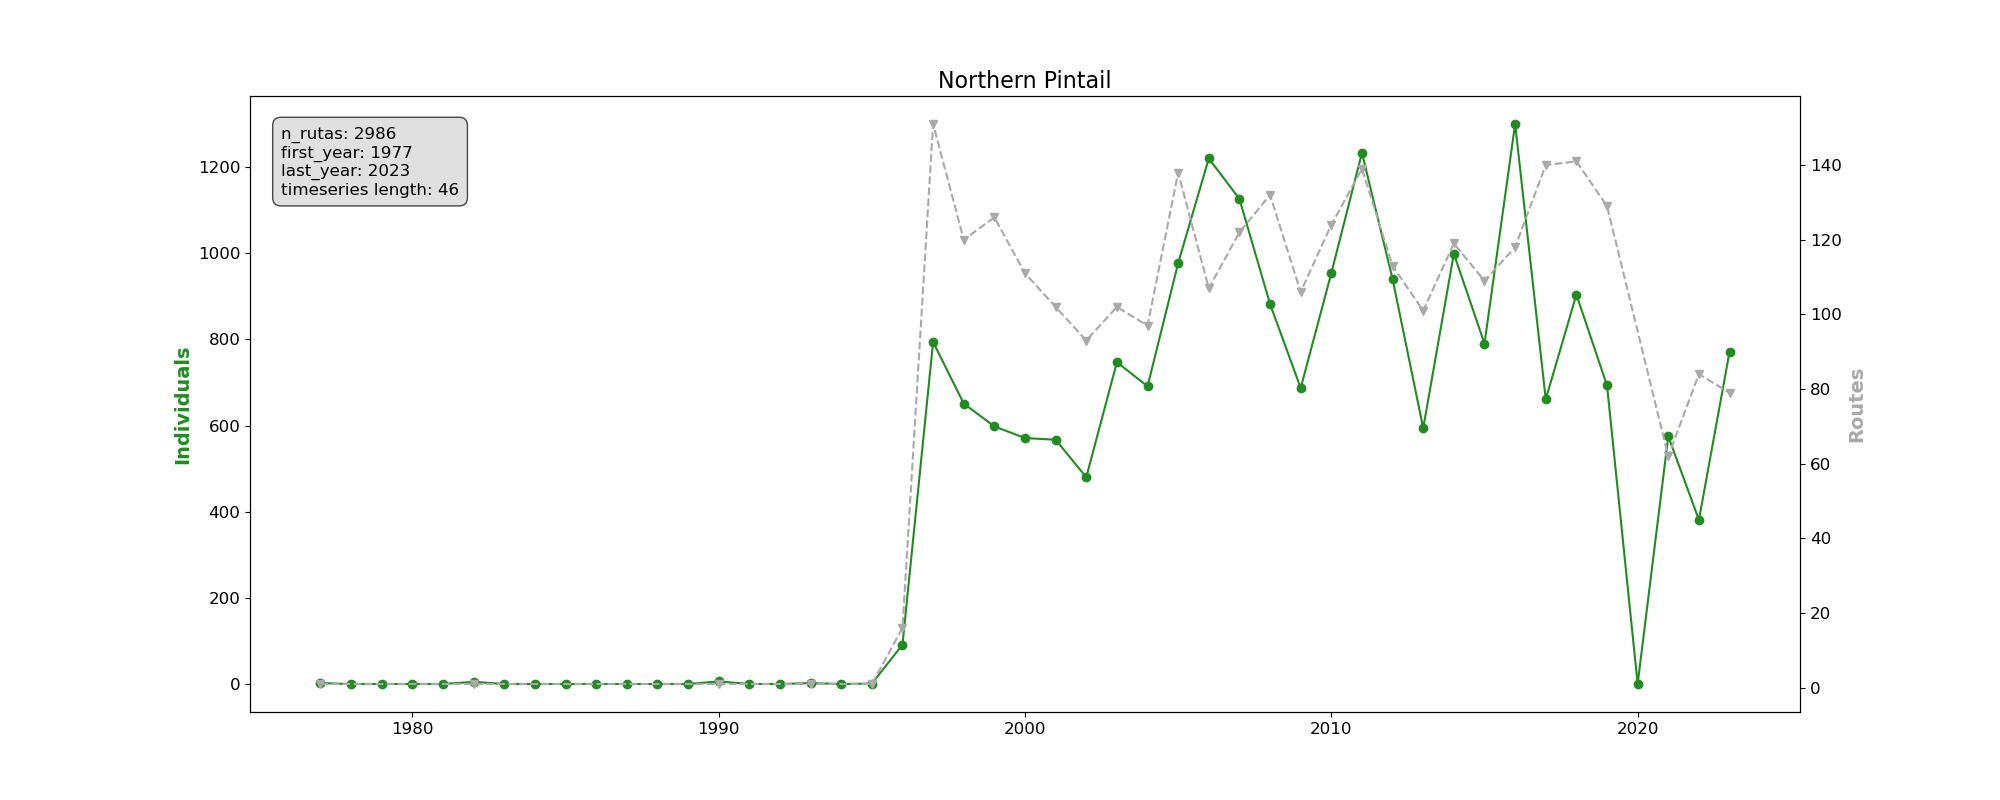 Northern Pintail
n_rutas: 2986
first_year: 1977
last_year: 2023
timeseries length: 46
1200
1000
800
600
400
200
0
Individuals
140
120
100
80
60
40
20
0
Routes
1980
1990
2000
2010
2020